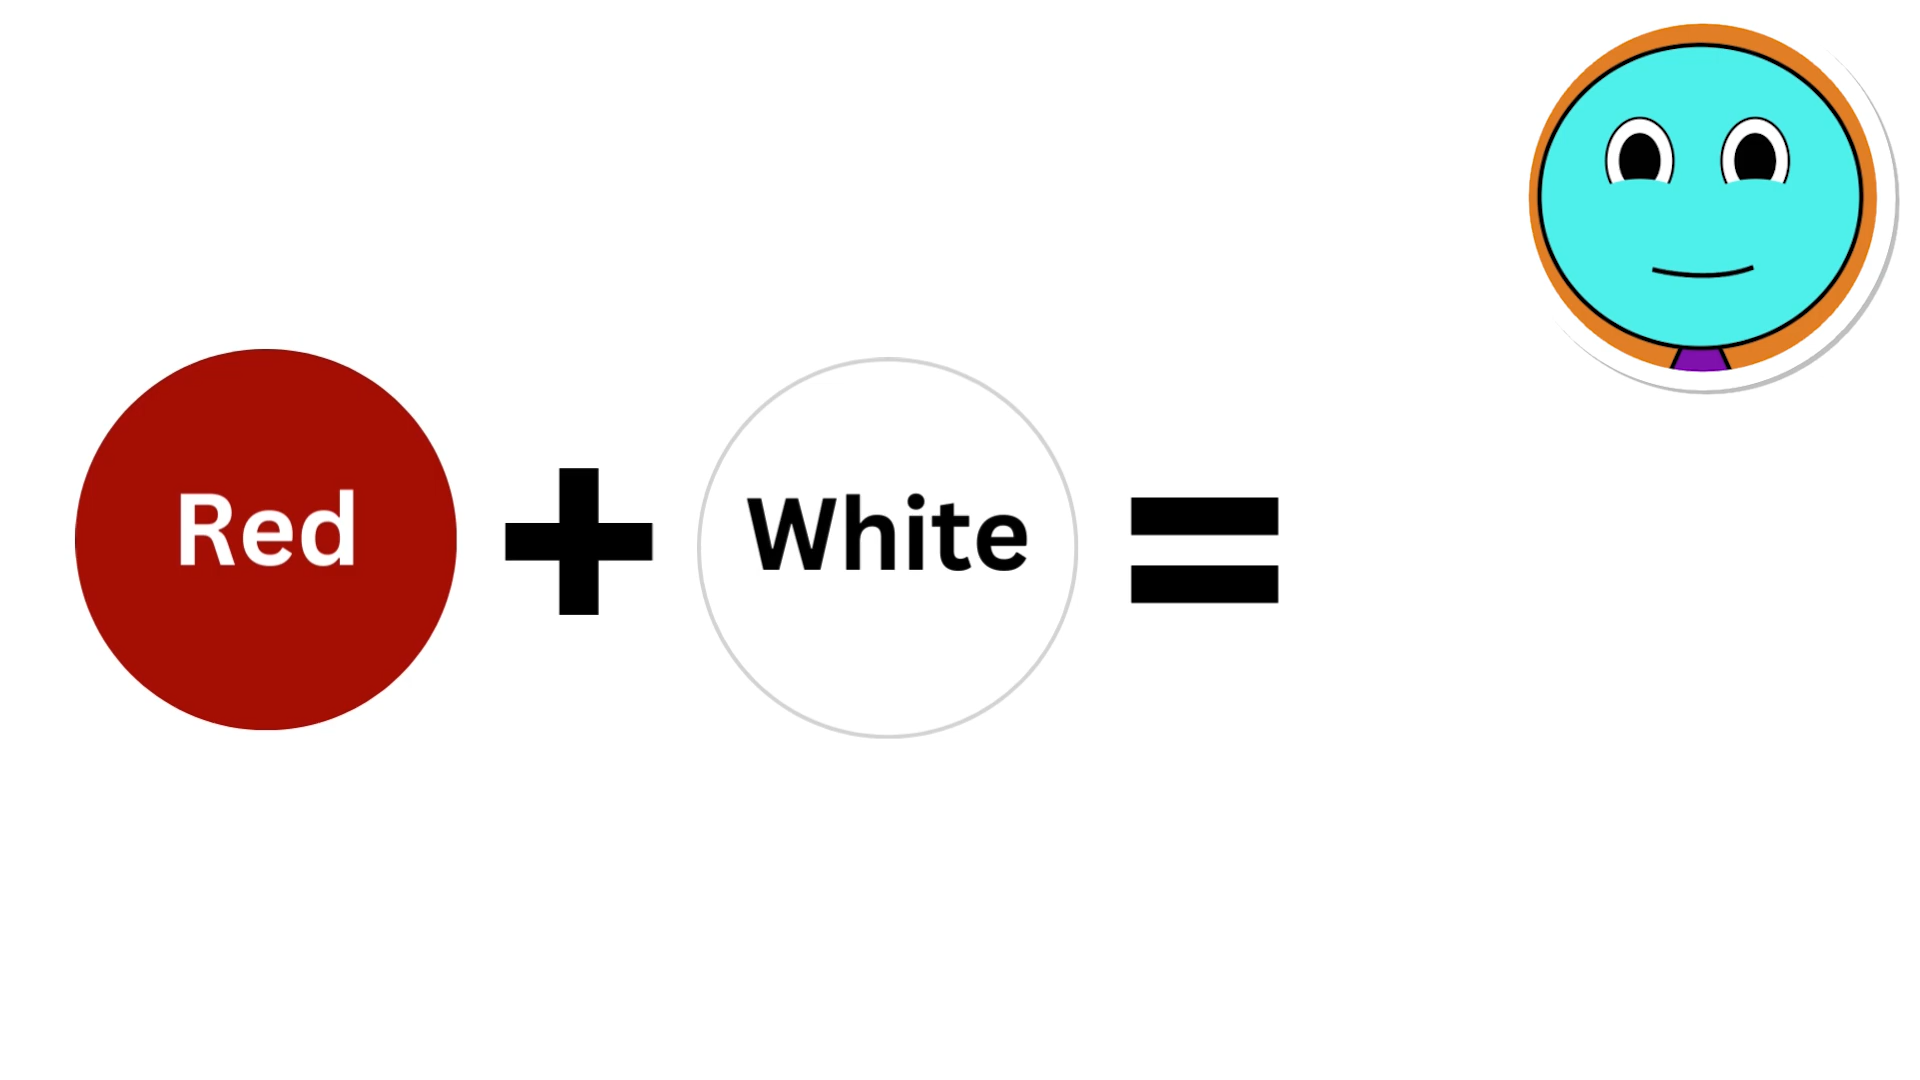 Red + White =